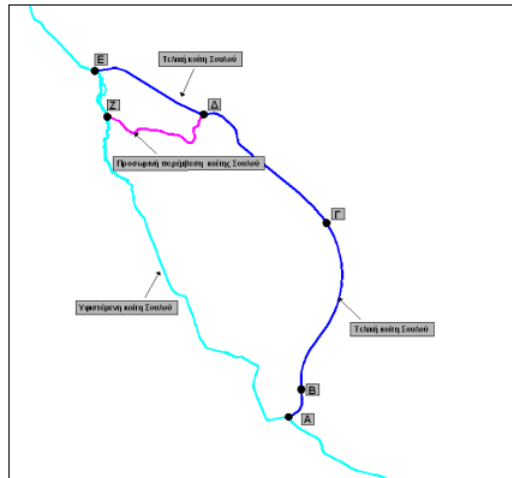 Ε
Τελική κοίτη Σουλού
Ζ
Δ
Προσωρινή παρέμβαση κοίτης Σουλού
Γ
Υφιστάμενη κοίτη Σουλού
Τελική κοίτη Σουλού
Β
Α